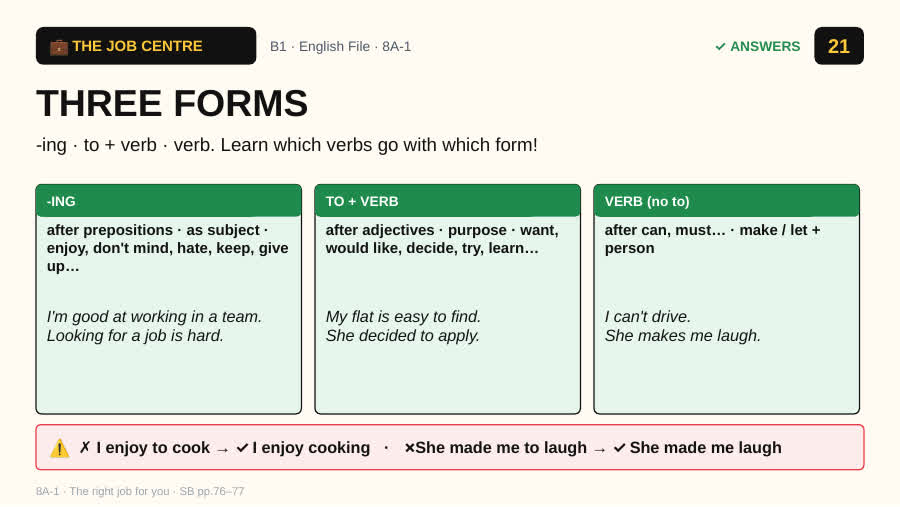 💼 THE JOB CENTRE
B1 · English File · 8A-1
✓ ANSWERS
21
THREE FORMS
-ing · to + verb · verb. Learn which verbs go with which form!
-ING
after prepositions · as subject ·
enjoy, don't mind, hate, keep, give
up…
I'm good at working in a team.
Looking for a job is hard.
TO + VERB
after adjectives · purpose · want,
would like, decide, try, learn…
My flat is easy to find.
She decided to apply.
VERB (no to)
after can, must… · make / let +
person
I can't drive.
She makes me laugh.
⚠️ ✗ I enjoy to cook → ✓ I enjoy cooking · ✗She made me to laugh → ✓ She made me laugh
8A-1 · The right job for you · SB pp.76–77